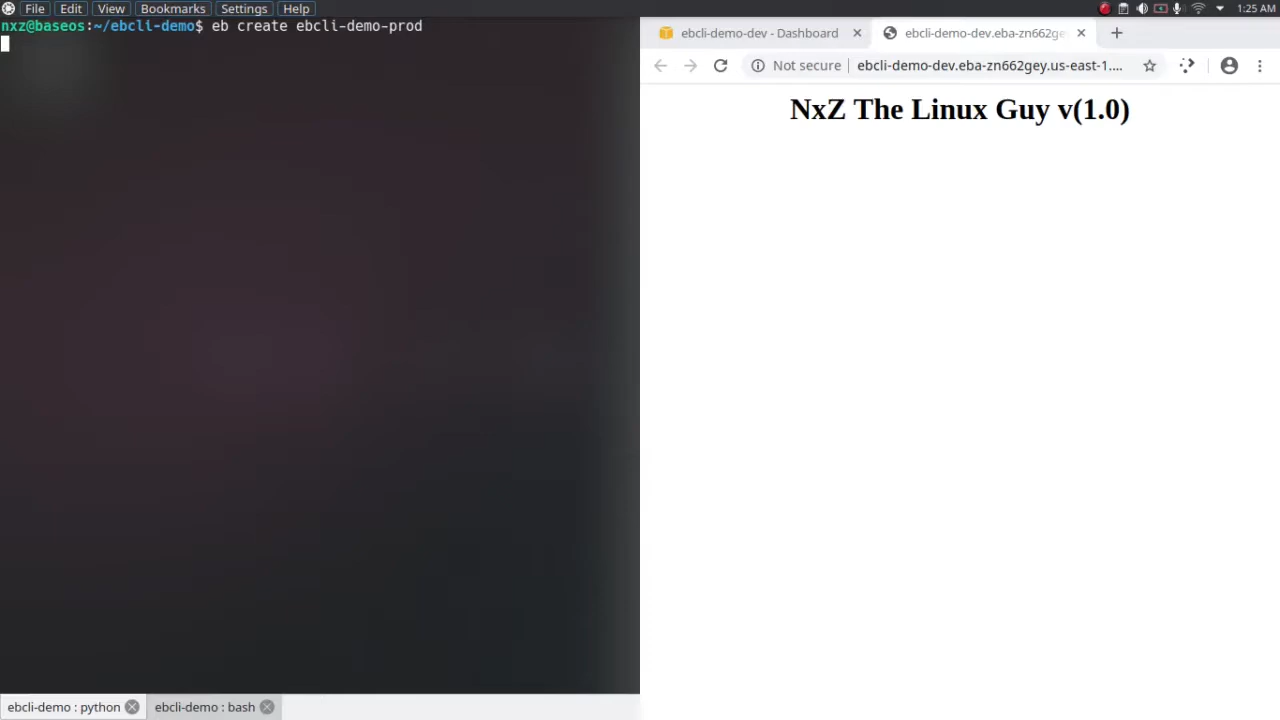 File Edit View Bookmarks Settings Help
1:25 AM
nxz@baseos:~/ebcli-demo$ eb create ebcli-demo-prod
ebcli-demo-dev - Dashboard
ebcli-demo-dev.eba-zn662gey
Not secure
ebcli-demo-dev.eba-zn662gey.us-east-1....
NxZ The Linux Guy v(1.0)
ebcli-demo : python
ebcli-demo : bash